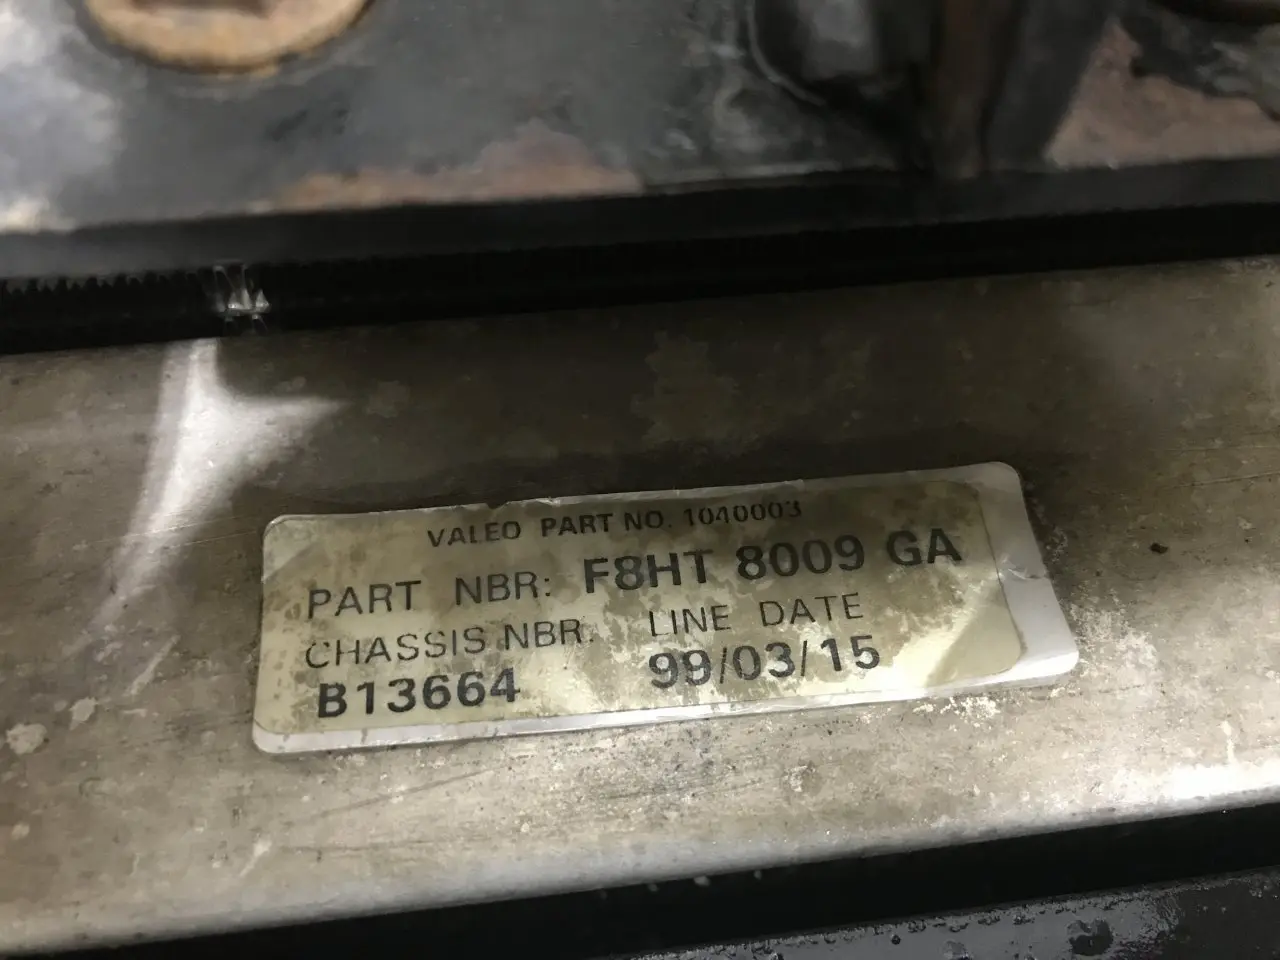 VALEO PART NO. 1040003
PART NBR: F8HT 8009 GA
CHASSIS NBR. LINE DATE
B13664 99/03/15